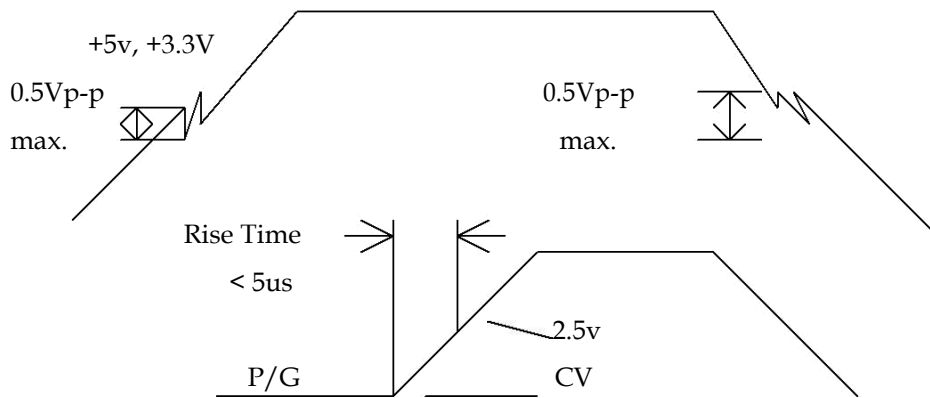 +5v, +3.3V
0.5Vp-p
max.
0.5Vp-p
max.
Rise Time
< 5us
2.5v
P/G
CV